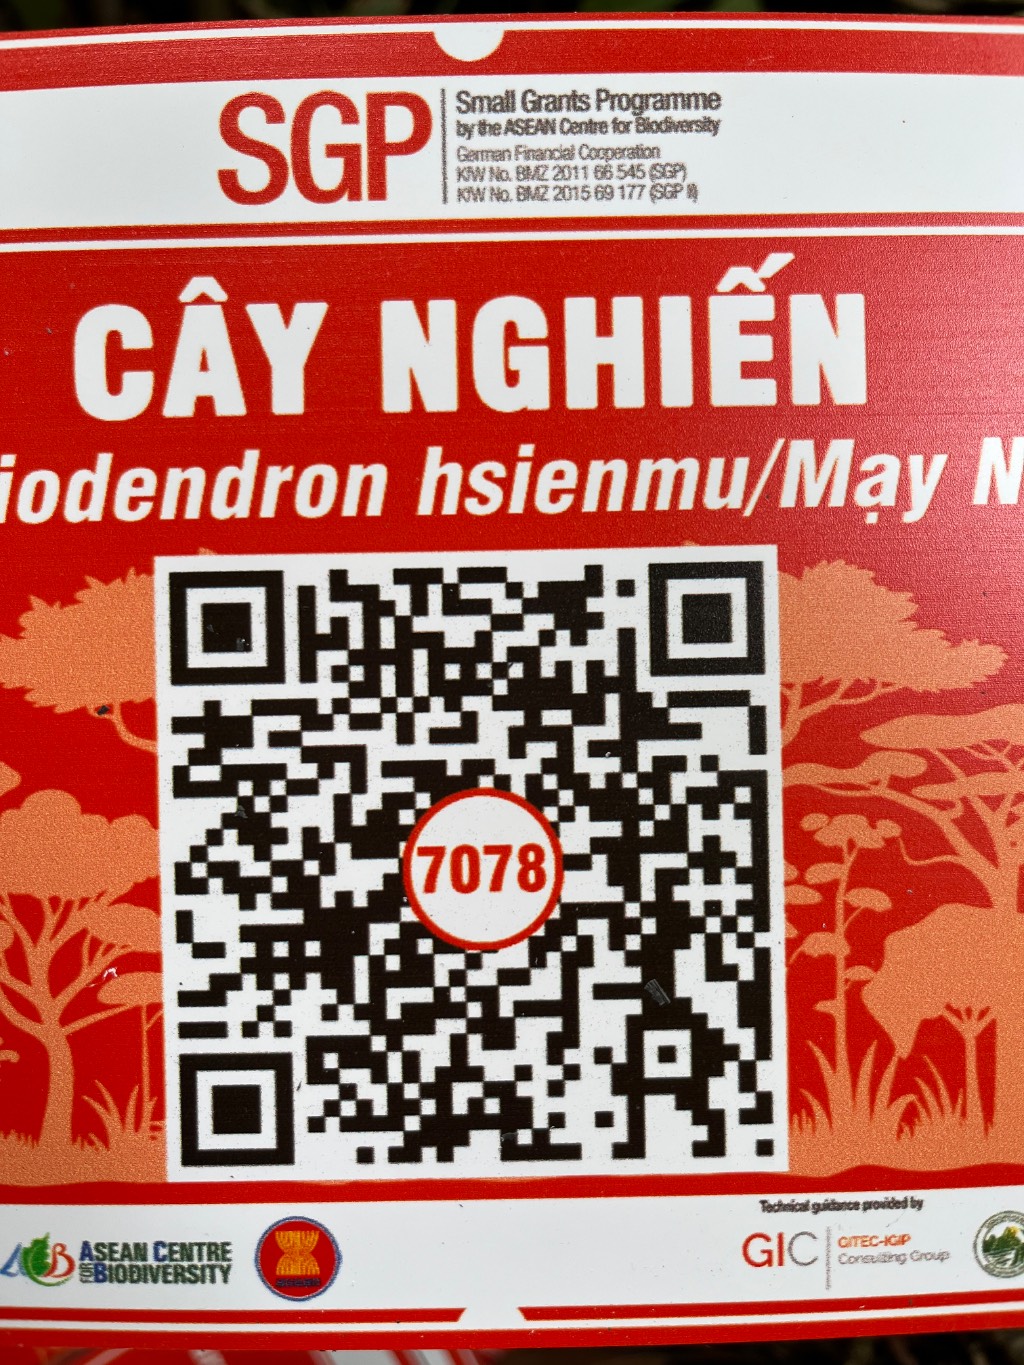 SGP
Small Grants Programme
by the ASEAN Centre for Biodiversity
German Financial Cooperation
KfW No. BMZ 2011 66 545 (SGP)
KfW No. BMZ 2015 69 177 (SGP II)
CÂY NGHIẾN
iodendron hsienmu/Mạy N
7078
ASEAN CENTRE
FOR BIODIVERSITY
Technical guidance provided by
GIC
GITEC-IGIP
Consulting Group